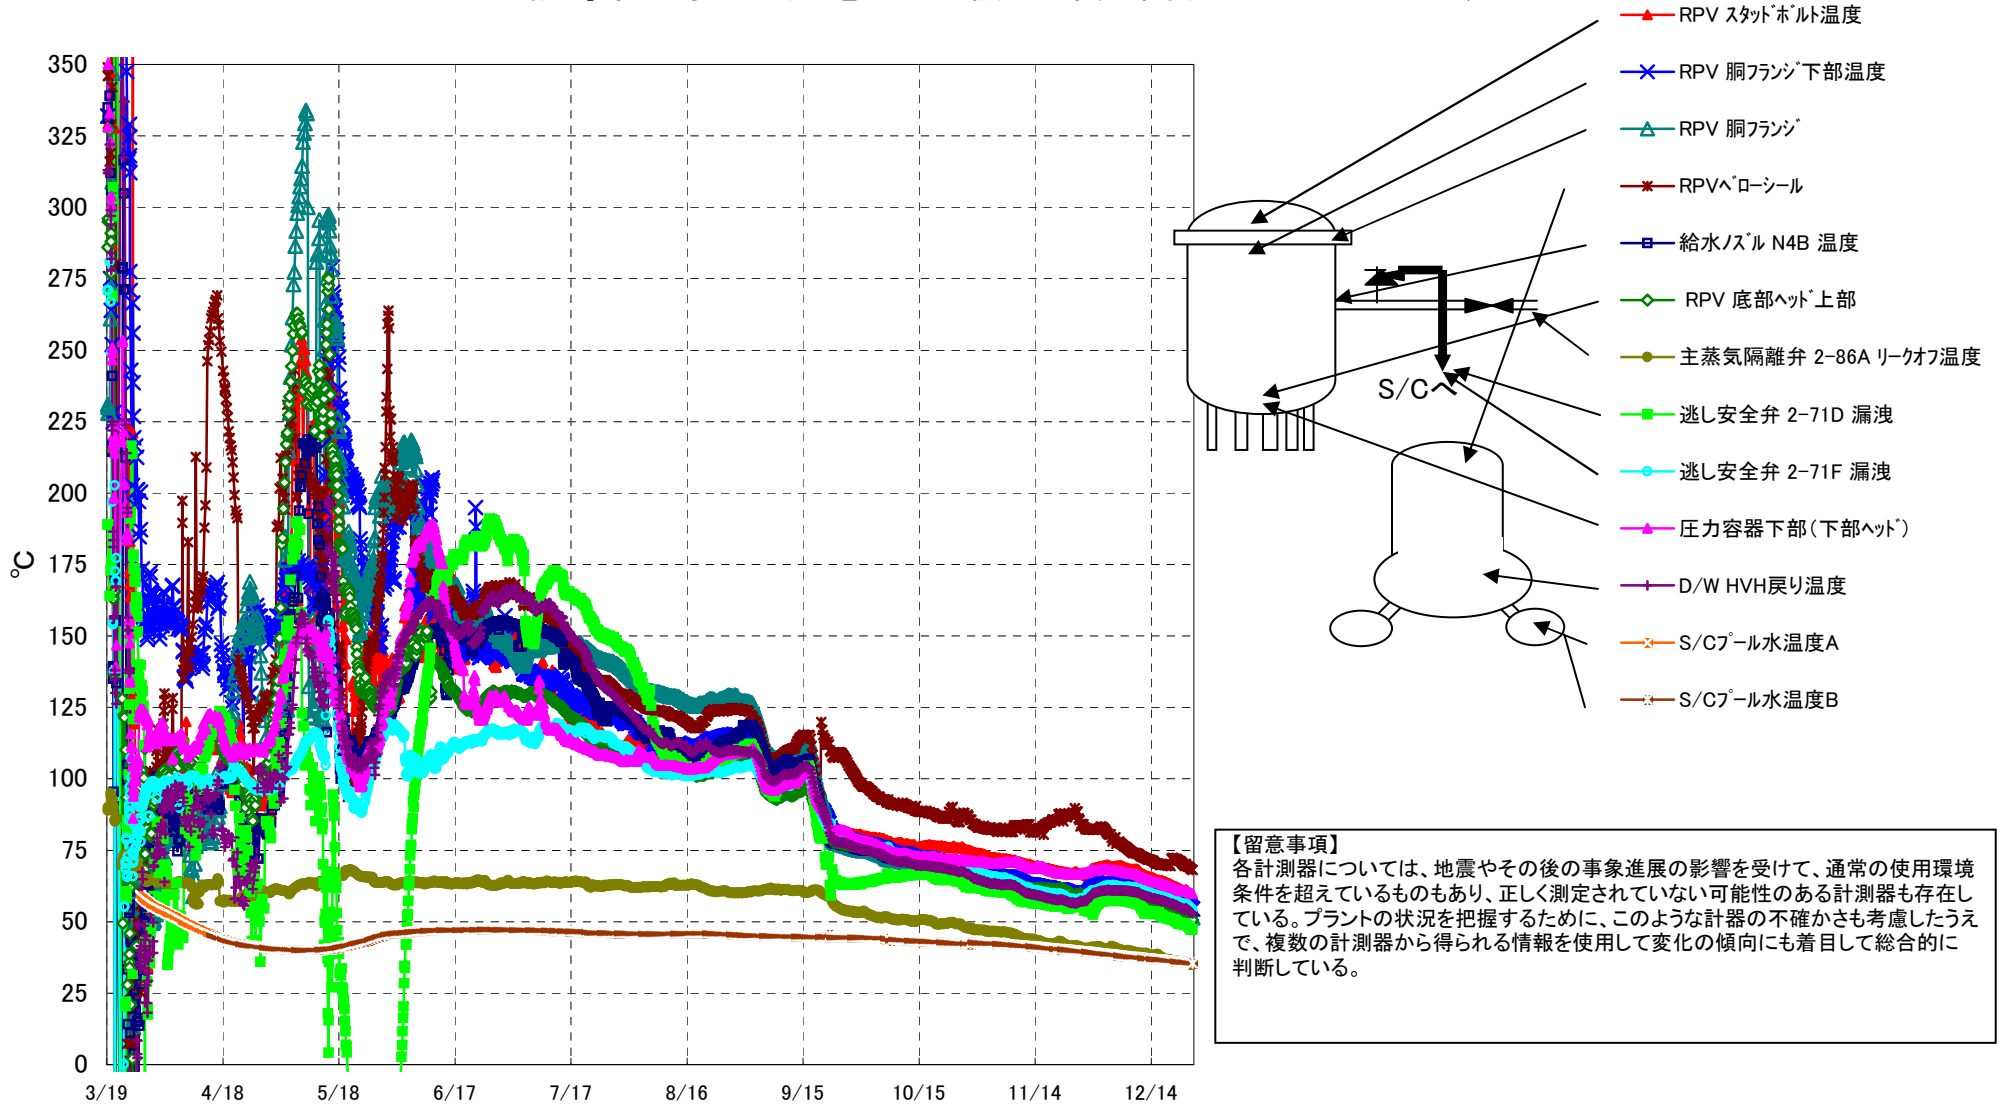 RPV スタッドボルト温度
RPV 胴フランジ下部温度
RPV 胴フランジ
RPVベローシール
給水ノズル N4B 温度
RPV 底部ヘッド上部
主蒸気隔離弁 2-86A リークオフ温度
逃し安全弁 2-71D 漏洩
逃し安全弁 2-71F 漏洩
圧力容器下部(下部ヘッド)
D/W HVH戻り温度
S/Cプール水温度A
S/Cプール水温度B
350
325
300
275
250
225
200
175
150
125
100
75
50
25
0
℃
3/19
4/18
5/18
6/17
7/17
8/16
9/15
10/15
11/14
12/14
S/Cへ
【留意事項】
各計測器については、地震やその後の事象進展の影響を受けて、通常の使用環境
条件を超えているものもあり、正しく測定されていない可能性のある計測器も存在し
ている。プラントの状況を把握するために、このような計器の不確かさも考慮したうえ
で、複数の計測器から得られる情報を使用して変化の傾向にも着目して総合的に
判断している。